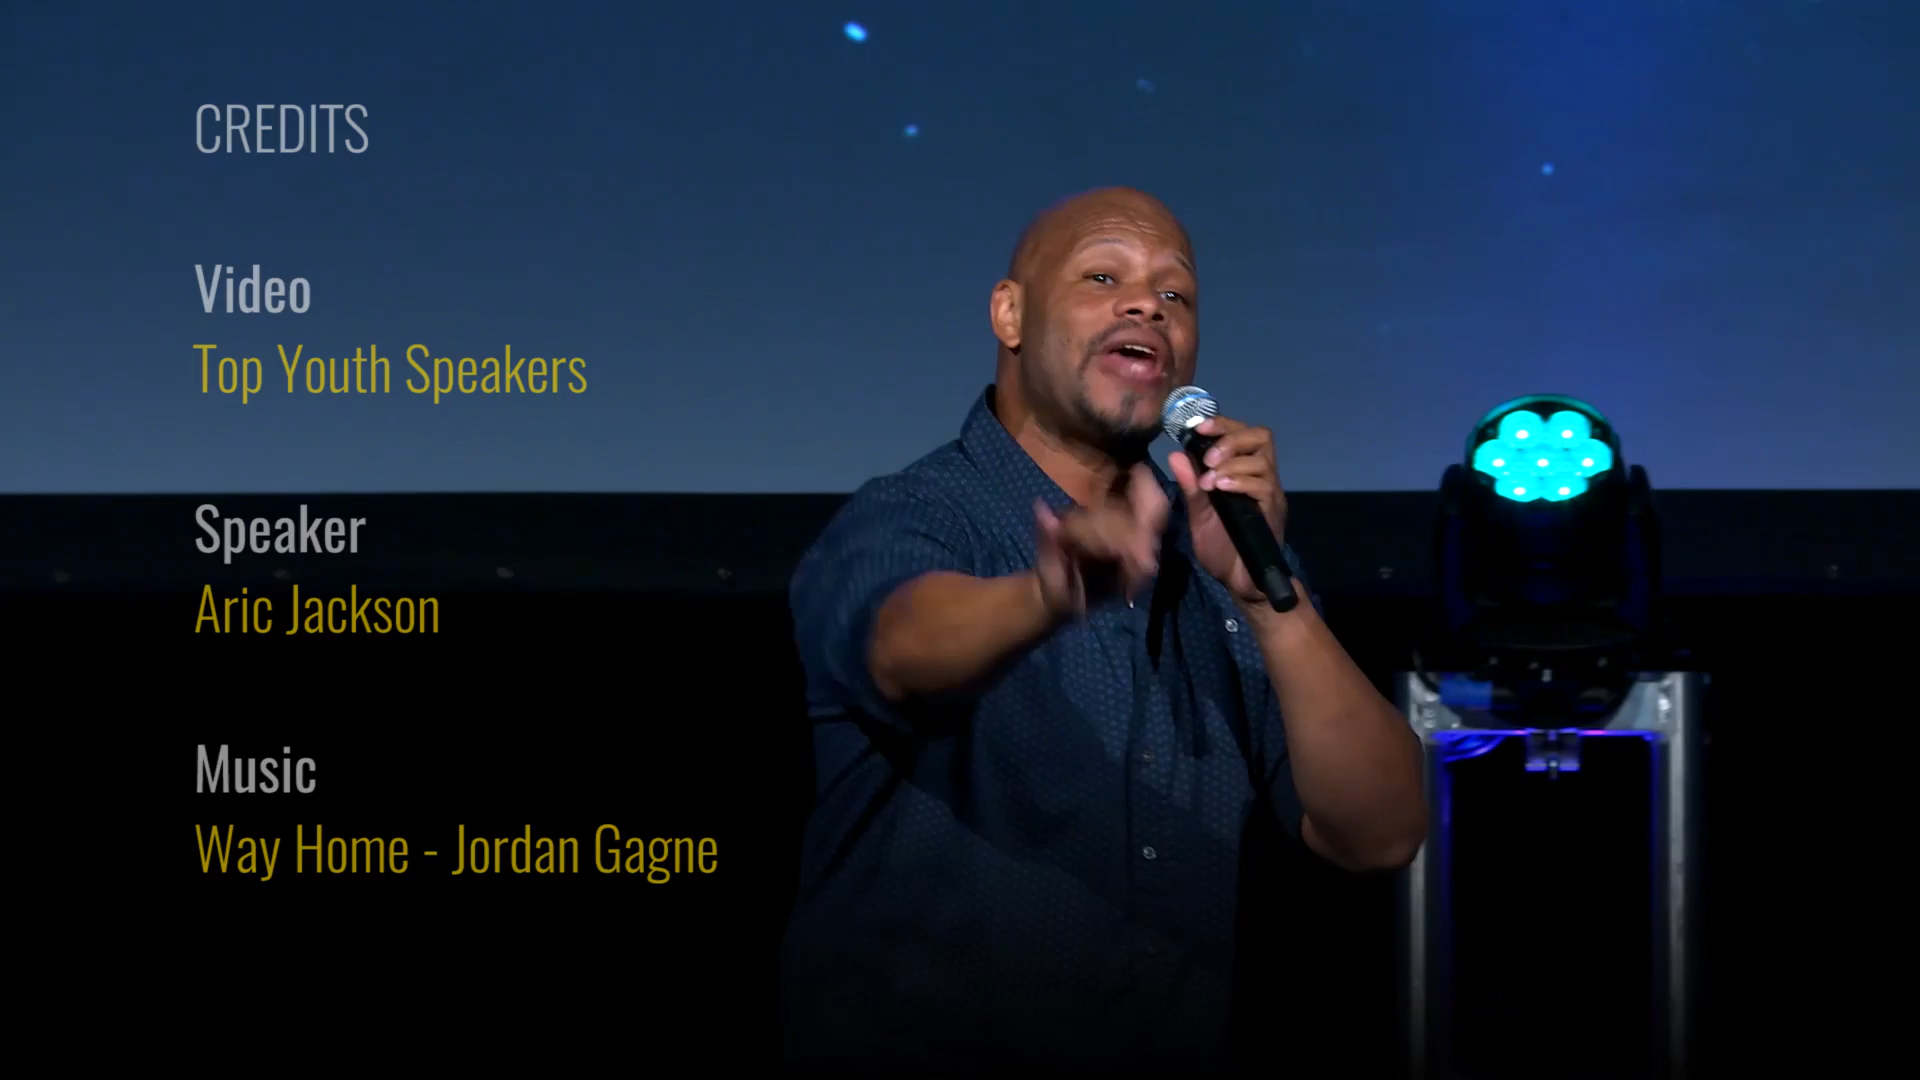 CREDITS
Video
Top Youth Speakers
Speaker
Aric Jackson
Music
Way Home - Jordan Gagne